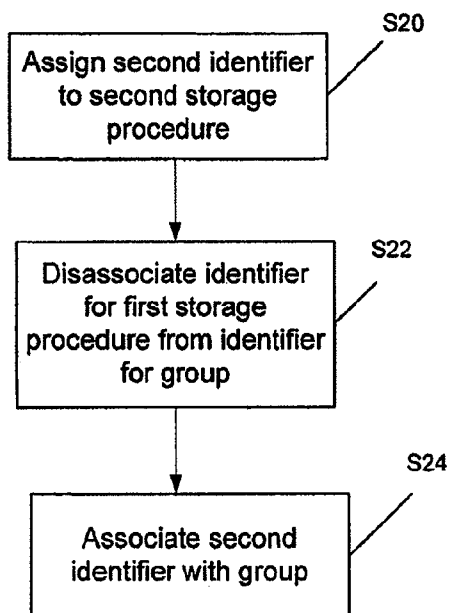 S20
Assign second identifier
to second storage
procedure
S22
Disassociate identifier
for first storage
procedure from identifier
for group
S24
Associate second
identifier with group